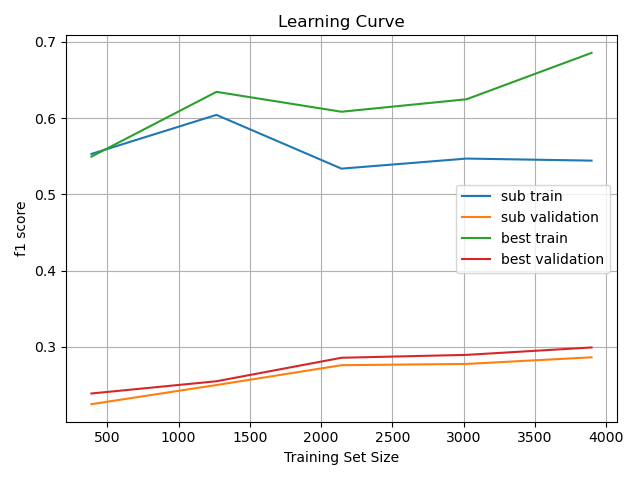 Learning Curve
0.7
0.6
0.5
0.4
0.3
f1 score
sub train
sub validation
best train
best validation
500 1000 1500 2000 2500 3000 3500 4000
Training Set Size